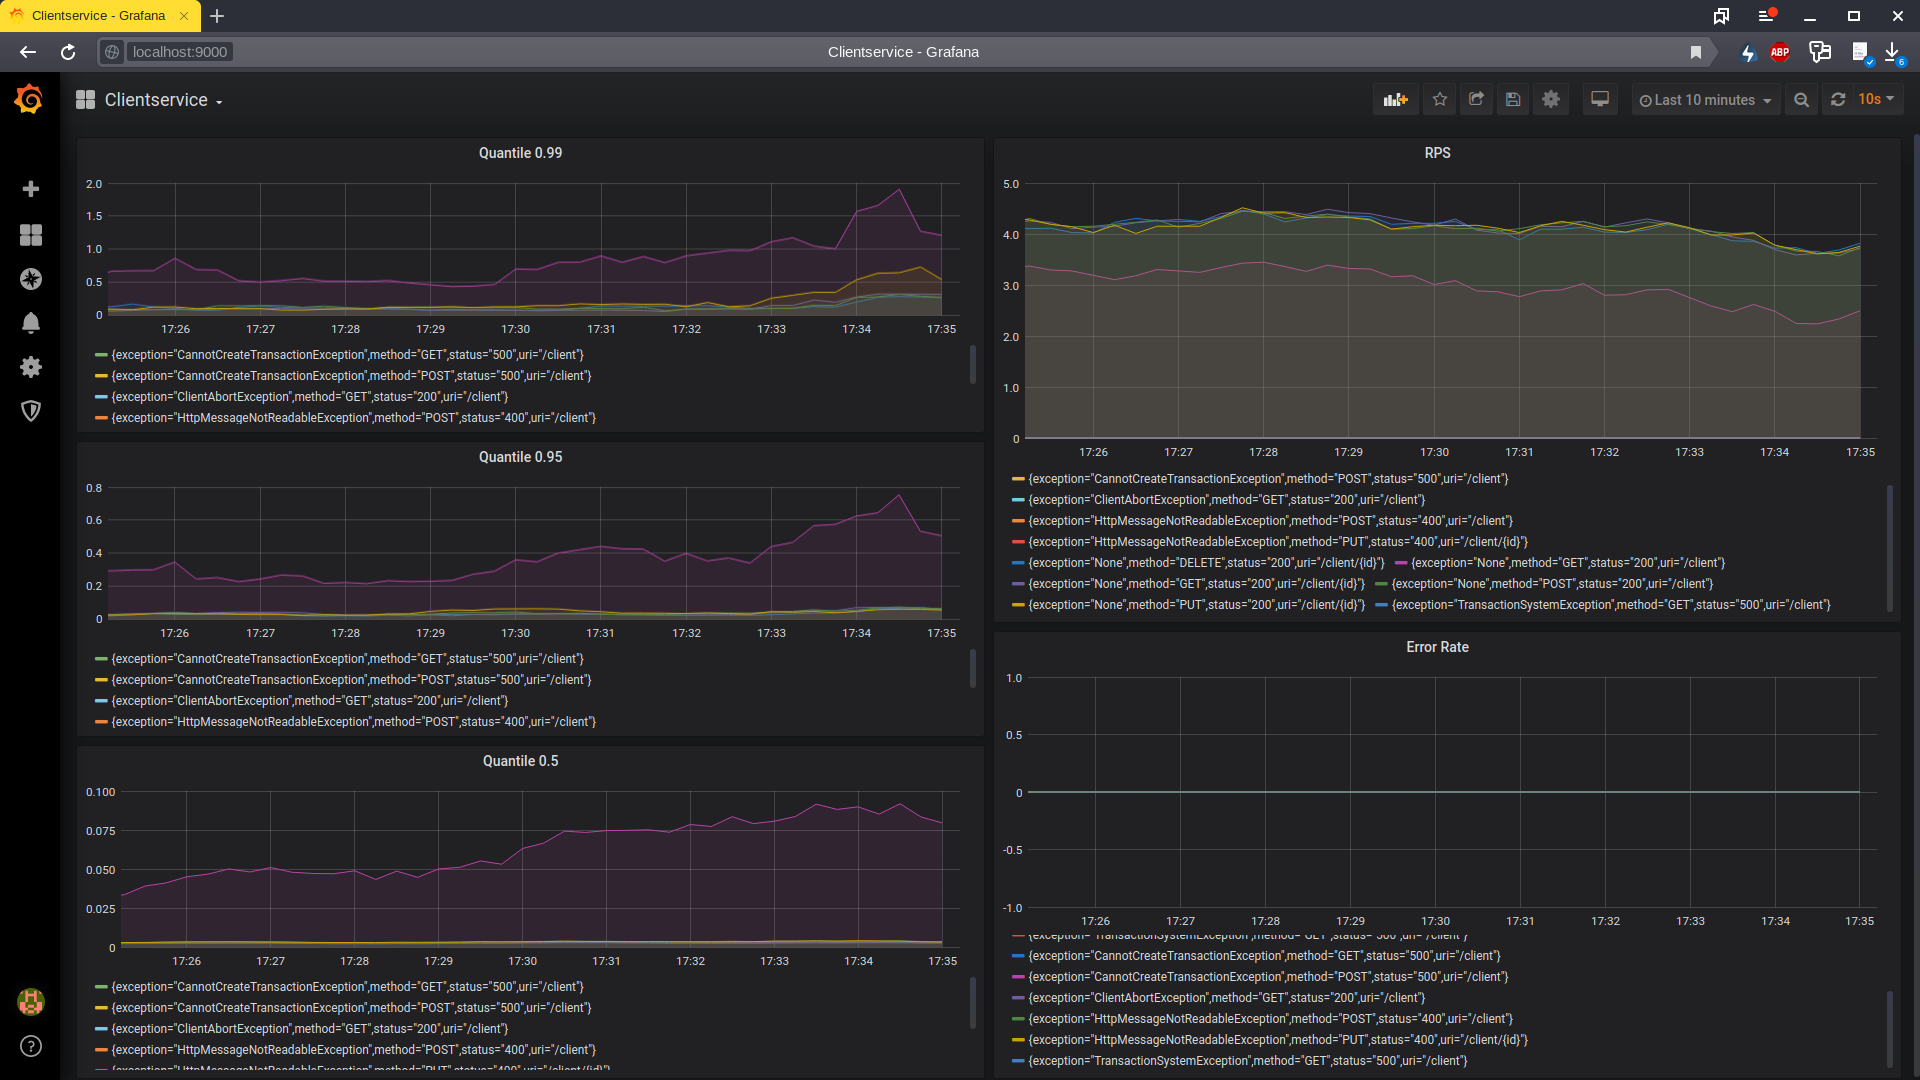 Clientservice - Grafana
localhost:9000
Clientservice - Grafana
ABP
6
Clientservice
Last 10 minutes
10s
Quantile 0.99
2.0
1.5
1.0
0.5
0
17:26 17:27 17:28 17:29 17:30 17:31 17:32 17:33 17:34 17:35
{exception="CannotCreateTransactionException",method="GET",status="500",uri="/client"}
{exception="CannotCreateTransactionException",method="POST",status="500",uri="/client"}
{exception="ClientAbortException",method="GET",status="200",uri="/client"}
{exception="HttpMessageNotReadableException",method="POST",status="400",uri="/client"}
Quantile 0.95
0.8
0.6
0.4
0.2
0
17:26 17:27 17:28 17:29 17:30 17:31 17:32 17:33 17:34 17:35
{exception="CannotCreateTransactionException",method="GET",status="500",uri="/client"}
{exception="CannotCreateTransactionException",method="POST",status="500",uri="/client"}
{exception="ClientAbortException",method="GET",status="200",uri="/client"}
{exception="HttpMessageNotReadableException",method="POST",status="400",uri="/client"}
Quantile 0.5
0.100
0.075
0.050
0.025
0
17:26 17:27 17:28 17:29 17:30 17:31 17:32 17:33 17:34 17:35
{exception="CannotCreateTransactionException",method="GET",status="500",uri="/client"}
{exception="CannotCreateTransactionException",method="POST",status="500",uri="/client"}
{exception="ClientAbortException",method="GET",status="200",uri="/client"}
{exception="HttpMessageNotReadableException",method="POST",status="400",uri="/client"}
{exception="HttpMessageNotReadableException",method="PUT",status="400",uri="/client/{id}"}
RPS
5.0
4.0
3.0
2.0
1.0
0
17:26 17:27 17:28 17:29 17:30 17:31 17:32 17:33 17:34 17:35
{exception="CannotCreateTransactionException",method="POST",status="500",uri="/client"}
{exception="ClientAbortException",method="GET",status="200",uri="/client"}
{exception="HttpMessageNotReadableException",method="POST",status="400",uri="/client"}
{exception="HttpMessageNotReadableException",method="PUT",status="400",uri="/client/{id}"}
{exception="None",method="DELETE",status="200",uri="/client/{id}"} {exception="None",method="GET",status="200",uri="/client"}
{exception="None",method="GET",status="200",uri="/client/{id}"} {exception="None",method="POST",status="200",uri="/client"}
{exception="None",method="PUT",status="200",uri="/client/{id}"} {exception="TransactionSystemException",method="GET",status="500",uri="/client"}
Error Rate
1.0
0.5
0
-0.5
-1.0
17:26 17:27 17:28 17:29 17:30 17:31 17:32 17:33 17:34 17:35
{exception="TransactionSystemException",method="GET",status="500",uri="/client"}
{exception="CannotCreateTransactionException",method="GET",status="500",uri="/client"}
{exception="CannotCreateTransactionException",method="POST",status="500",uri="/client"}
{exception="ClientAbortException",method="GET",status="200",uri="/client"}
{exception="HttpMessageNotReadableException",method="POST",status="400",uri="/client"}
{exception="HttpMessageNotReadableException",method="PUT",status="400",uri="/client/{id}"}
{exception="TransactionSystemException",method="GET",status="500",uri="/client"}